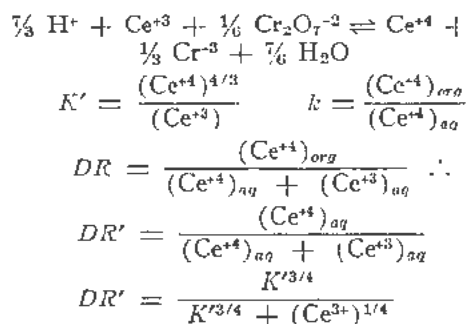 7/3 H⁺ + Ce⁺³ + 1/6 Cr₂O₇⁻² ⇌ Ce⁺⁴ +
1/3 Cr⁺³ + 7/6 H₂O
K′ = (Ce⁺⁴)^4/3 / (Ce⁺³) k = (Ce⁺⁴)org / (Ce⁺⁴)aq
DR = (Ce⁺⁴)org / (Ce⁺⁴)aq + (Ce⁺³)aq ∴
DR′ = (Ce⁺⁴)aq / (Ce⁺⁴)aq + (Ce⁺³)aq
DR′ = K′^3/4 / K′^3/4 + (Ce³⁺)^1/4